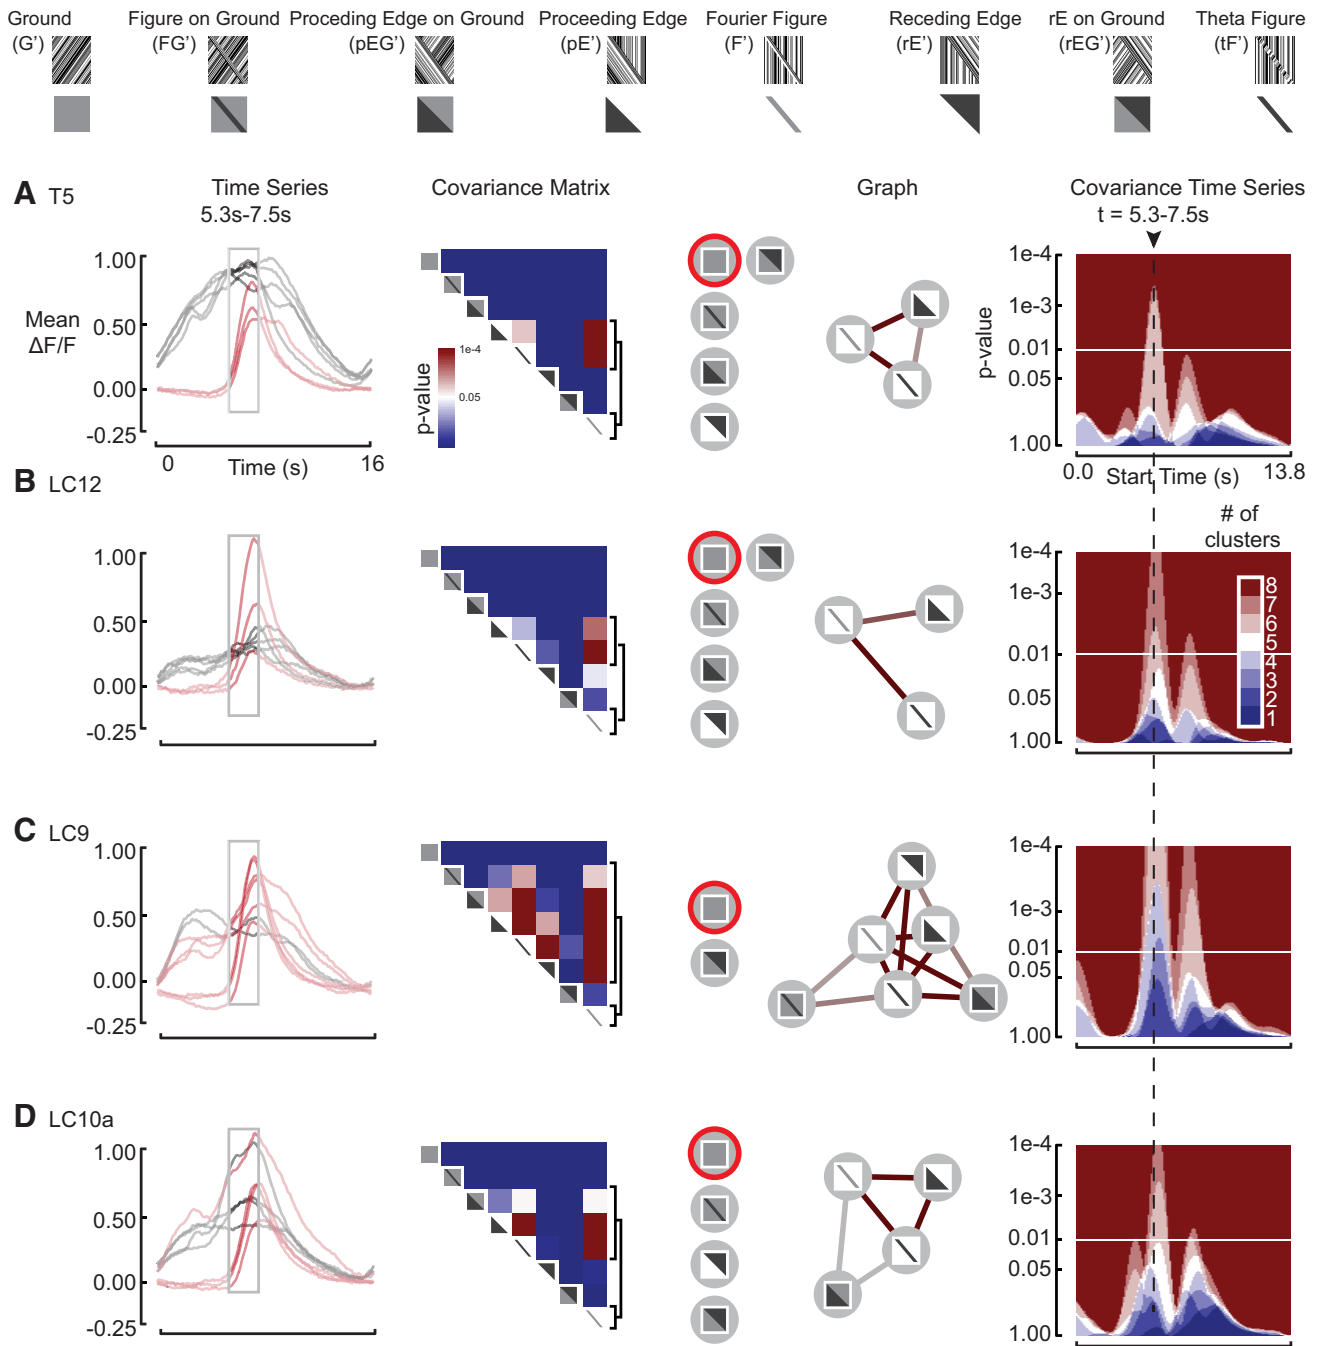 Ground
(G’)
Figure on Ground
(FG’)
Proceding Edge on Ground
(pEG’)
Proceeding Edge
(pE’)
Fourier Figure
(F’)
Receding Edge
(rE’)
rE on Ground
(rEG’)
Theta Figure
(tF’)
A T5
Time Series
5.3s-7.5s
Covariance Matrix
Graph
Covariance Time Series
t = 5.3-7.5s
Mean
ΔF/F
1.00
0.50
0.00
-0.25
0
Time (s)
16
p-value
1e-4
0.05
p-value
1e-4
1e-3
0.01
0.05
1.00
0.0
Start Time (s)
13.8
B LC12
1.00
0.50
0.00
-0.25
# of
clusters
1e-4
1e-3
0.01
0.05
1.00
8
7
6
5
4
3
2
1
C LC9
1.00
0.50
0.00
-0.25
1e-4
1e-3
0.01
0.05
1.00
D LC10a
1.00
0.50
0.00
-0.25
1e-4
1e-3
0.01
0.05
1.00